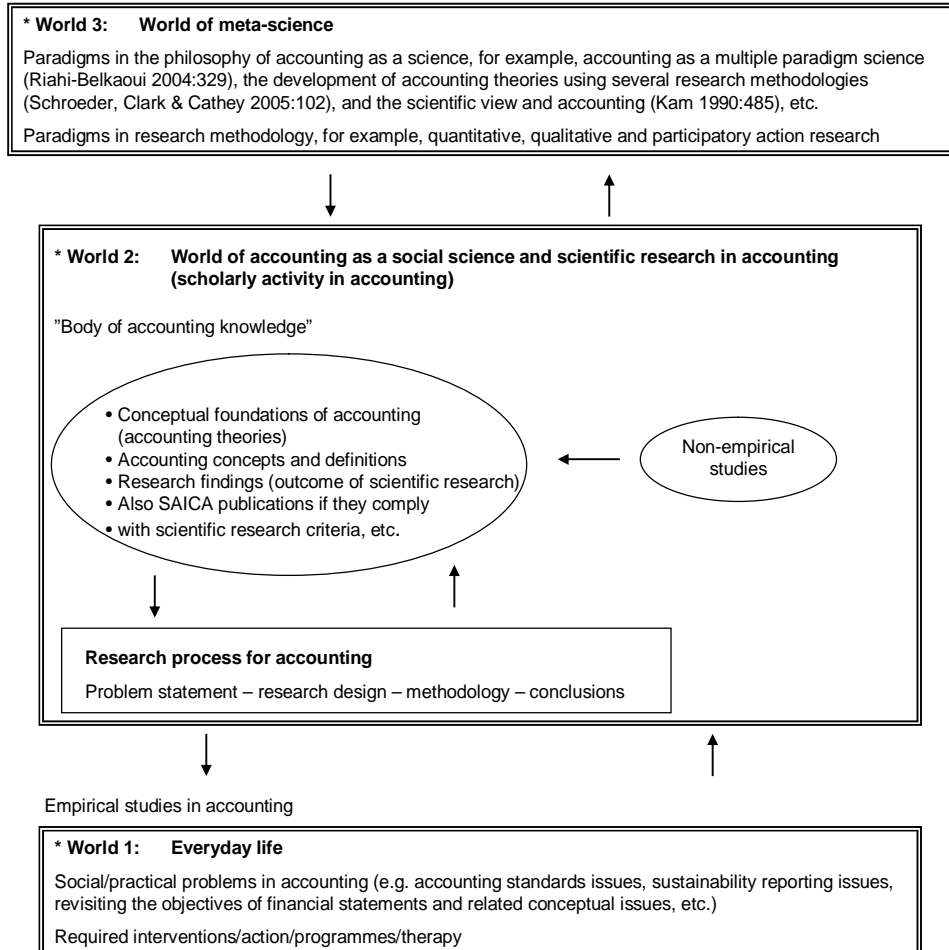 * World 3: World of meta-science
Paradigms in the philosophy of accounting as a science, for example, accounting as a multiple paradigm science
(Riahi-Belkaoui 2004:329), the development of accounting theories using several research methodologies
(Schroeder, Clark & Cathey 2005:102), and the scientific view and accounting (Kam 1990:485), etc.
Paradigms in research methodology, for example, quantitative, qualitative and participatory action research
* World 2: World of accounting as a social science and scientific research in accounting
(scholarly activity in accounting)
”Body of accounting knowledge”
• Conceptual foundations of accounting
(accounting theories)
• Accounting concepts and definitions
• Research findings (outcome of scientific research)
• Also SAICA publications if they comply
• with scientific research criteria, etc.
Non-empirical
studies
Research process for accounting
Problem statement – research design – methodology – conclusions
Empirical studies in accounting
* World 1: Everyday life
Social/practical problems in accounting (e.g. accounting standards issues, sustainability reporting issues,
revisiting the objectives of financial statements and related conceptual issues, etc.)
Required interventions/action/programmes/therapy